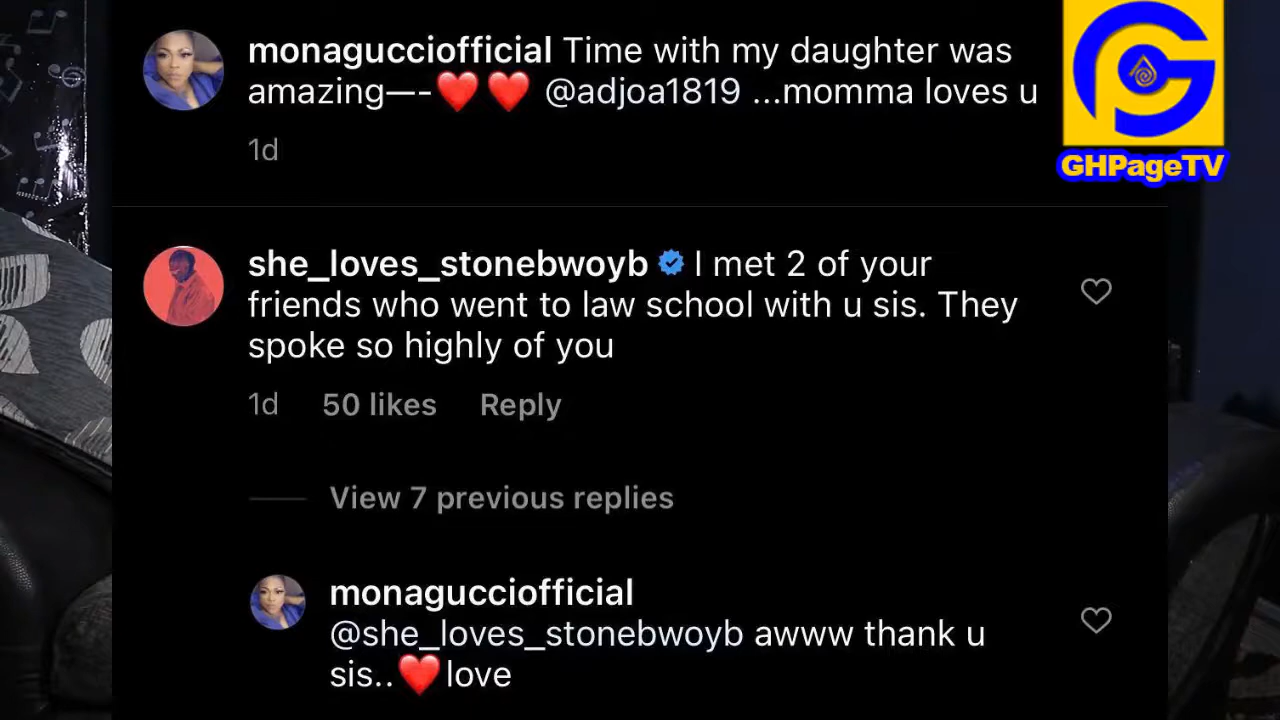 monagucciofficial Time with my daughter was
amazing—-❤️❤️ @adjoa1819 ...momma loves u
1d
GHPageTV
she_loves_stonebwoyb I met 2 of your
friends who went to law school with u sis. They
spoke so highly of you
1d 50 likes Reply
View 7 previous replies
monagucciofficial
@she_loves_stonebwoyb awww thank u
sis..❤️love